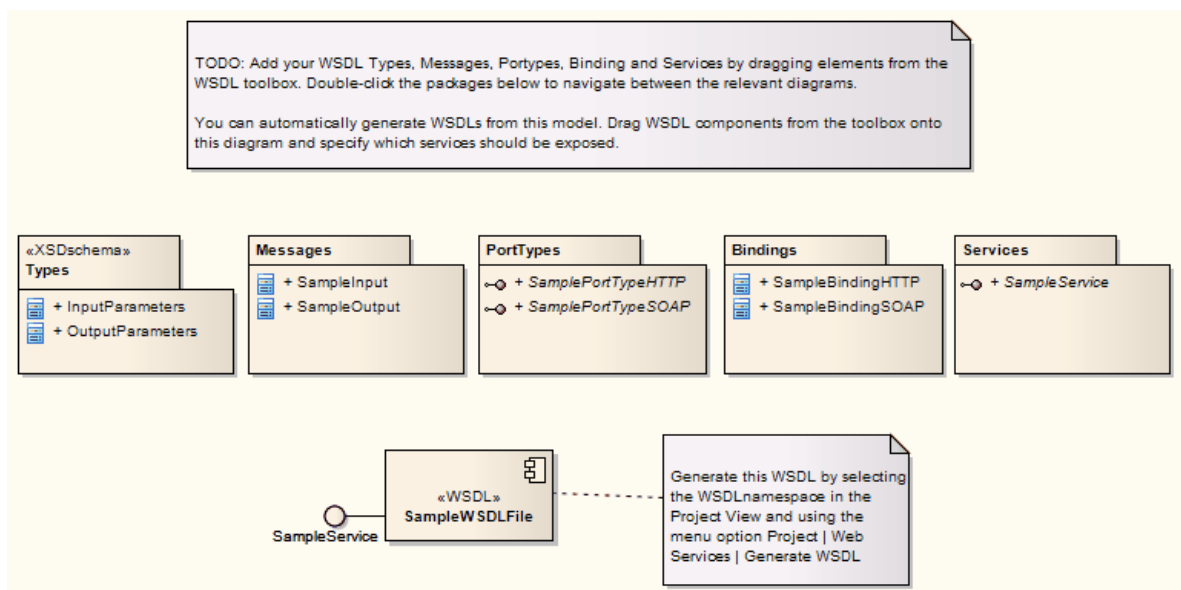 TODO: Add your WSDL Types, Messages, Portypes, Binding and Services by dragging elements from the
WSDL toolbox. Double-click the packages below to navigate between the relevant diagrams.
You can automatically generate WSDLs from this model. Drag WSDL components from the toolbox onto
this diagram and specify which services should be exposed.
«XSDschema»
Types
+ InputParameters
+ OutputParameters
Messages
+ SampleInput
+ SampleOutput
PortTypes
+ SamplePortTypeHTTP
+ SamplePortTypeSOAP
Bindings
+ SampleBindingHTTP
+ SampleBindingSOAP
Services
+ SampleService
SampleService
«WSDL»
SampleWSDLFile
Generate this WSDL by selecting
the WSDLnamespace in the
Project View and using the
menu option Project | Web
Services | Generate WSDL